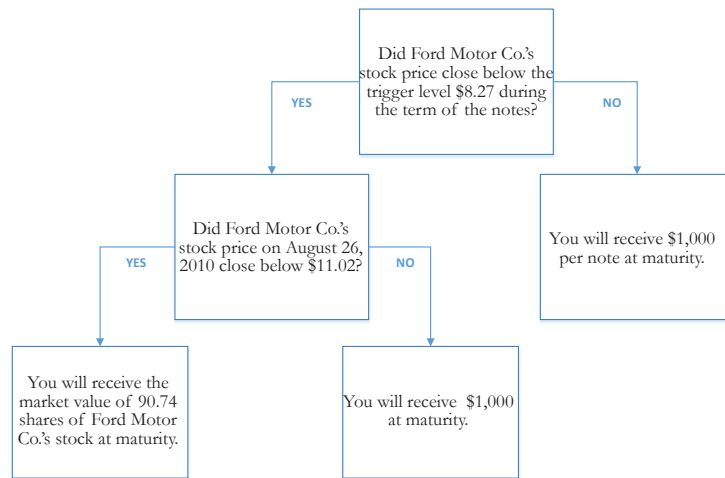 Did Ford Motor Co.'s
stock price close below the
trigger level $8.27 during
the term of the notes?
YES
NO
Did Ford Motor Co.'s
stock price on August 26,
2010 close below $11.02?
You will receive $1,000
per note at maturity.
YES
NO
You will receive the
market value of 90.74
shares of Ford Motor
Co.'s stock at maturity.
You will receive $1,000
at maturity.